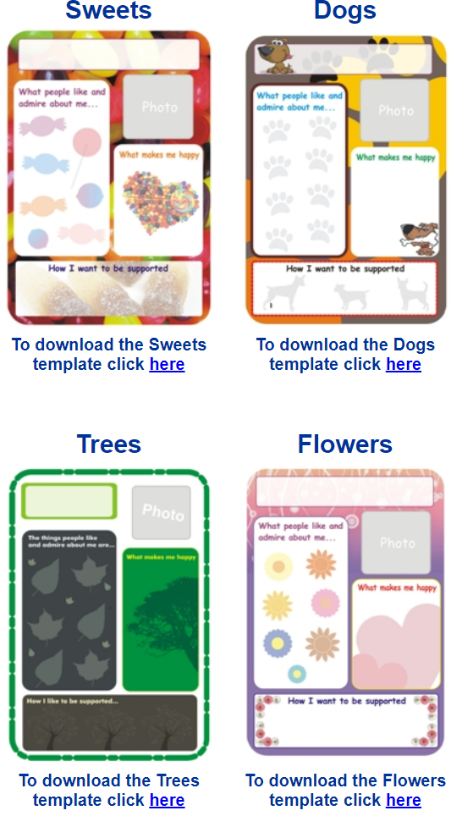 Sweets
What people like and
admire about me...
Photo
What makes me happy
How I want to be supported
To download the Sweets
template click here
Dogs
What people like and
admire about me...
Photo
What makes me happy
How I want to be supported
To download the Dogs
template click here
Trees
Photo
The things people like
and admire about me are...
What makes me happy
How I like to be supported...
To download the Trees
template click here
Flowers
What people like and
admire about me...
Photo
What makes me happy
How I want to be supported
To download the Flowers
template click here